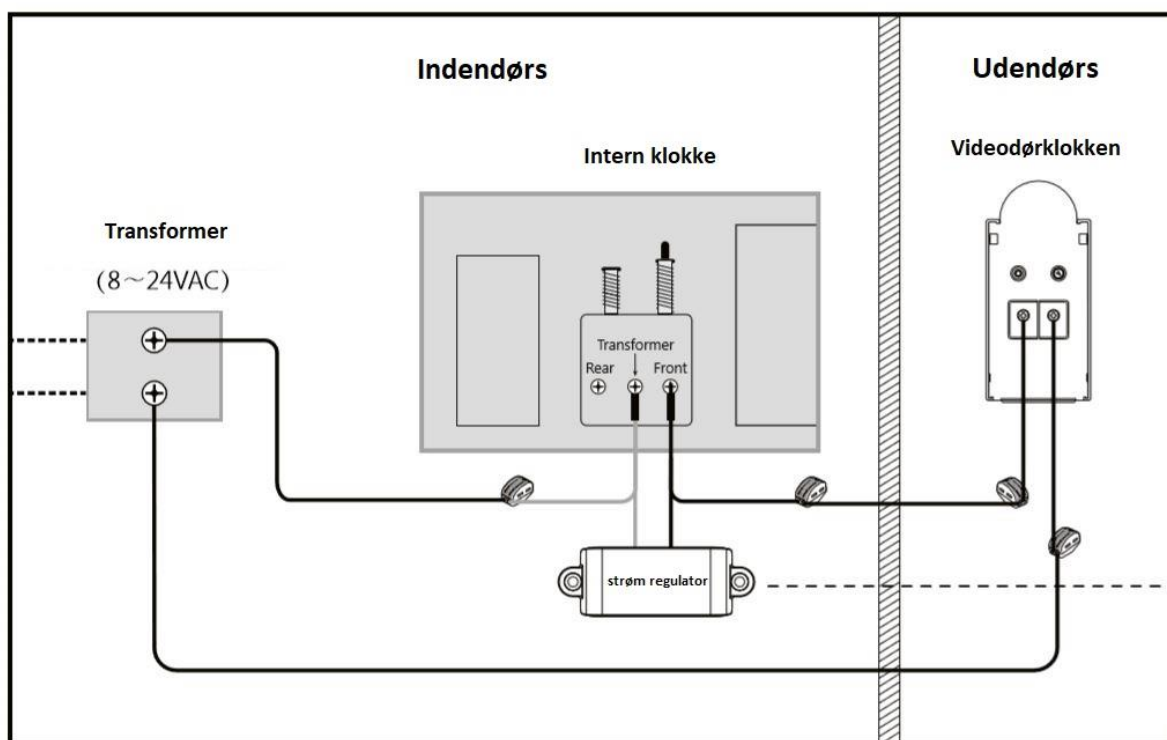 Indendørs
Udendørs
Intern klokke
Videodørklokken
Transformer
(8～24VAC)
Transformer
Rear
Front
strøm regulator